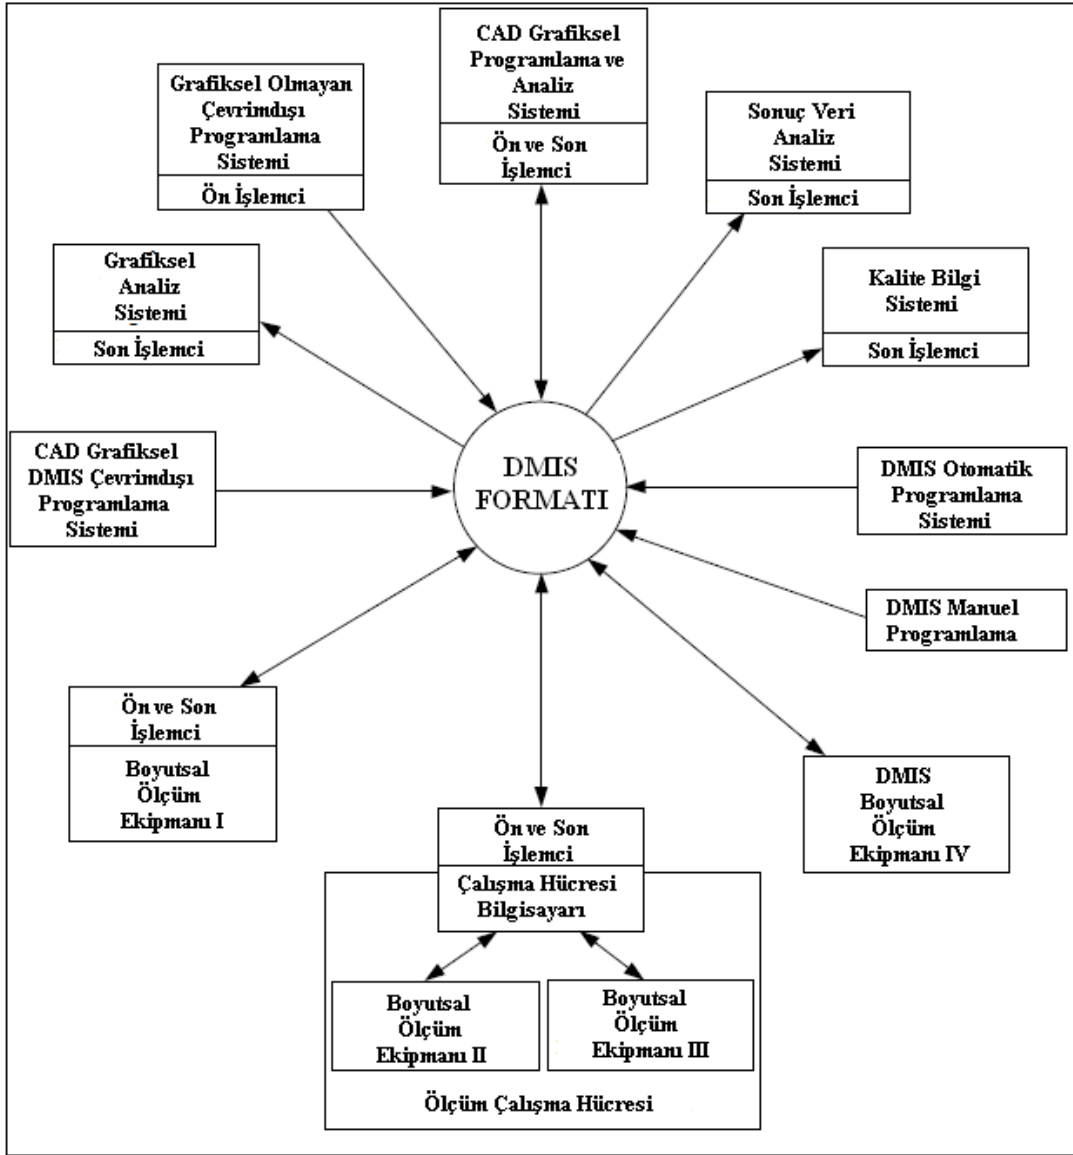 CAD Grafiksel
Programlama ve
Analiz
Sistemi
Ön ve Son
İşlemci
Grafiksel Olmayan
Çevrimdışı
Programlama
Sistemi
Ön İşlemci
Sonuç Veri
Analiz
Sistemi
Son İşlemci
Grafiksel
Analiz
Sistemi
Son İşlemci
Kalite Bilgi
Sistemi
Son İşlemci
CAD Grafiksel
DMIS Çevrimdışı
Programlama
Sistemi
DMIS
FORMATI
DMIS Otomatik
Programlama
Sistemi
DMIS Manuel
Programlama
Ön ve Son
İşlemci
Boyutsal
Ölçüm
Ekipmanı I
DMIS
Boyutsal
Ölçüm
Ekipmanı IV
Ön ve Son
İşlemci
Çalışma Hücresi
Bilgisayarı
Boyutsal
Ölçüm
Ekipmanı II
Boyutsal
Ölçüm
Ekipmanı III
Ölçüm Çalışma Hücresi